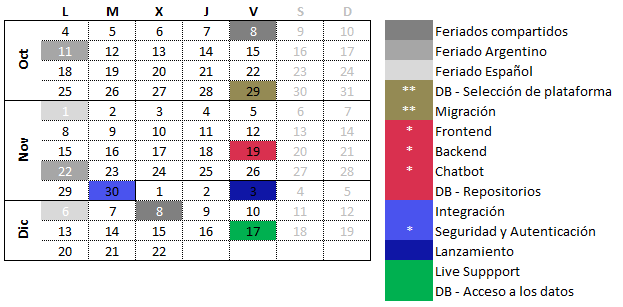 L M X J V S D
Oct
4 5 6 7 8 9 10
11 12 13 14 15 16 17
18 19 20 21 22 23 24
25 26 27 28 29 30 31
Nov
1 2 3 4 5 6 7
8 9 10 11 12 13 14
15 16 17 18 19 20 21
22 23 24 25 26 27 28
29 30 1 2 3 4 5
Dic
6 7 8 9 10 11 12
13 14 15 16 17 18 19
20 21 22
Feriados compartidos
Feriado Argentino
Feriado Español
** DB - Selección de plataforma
** Migración
* Frontend
* Backend
* Chatbot
DB - Repositorios
Integración
* Seguridad y Autenticación
Lanzamiento
Live Suppport
DB - Acceso a los datos